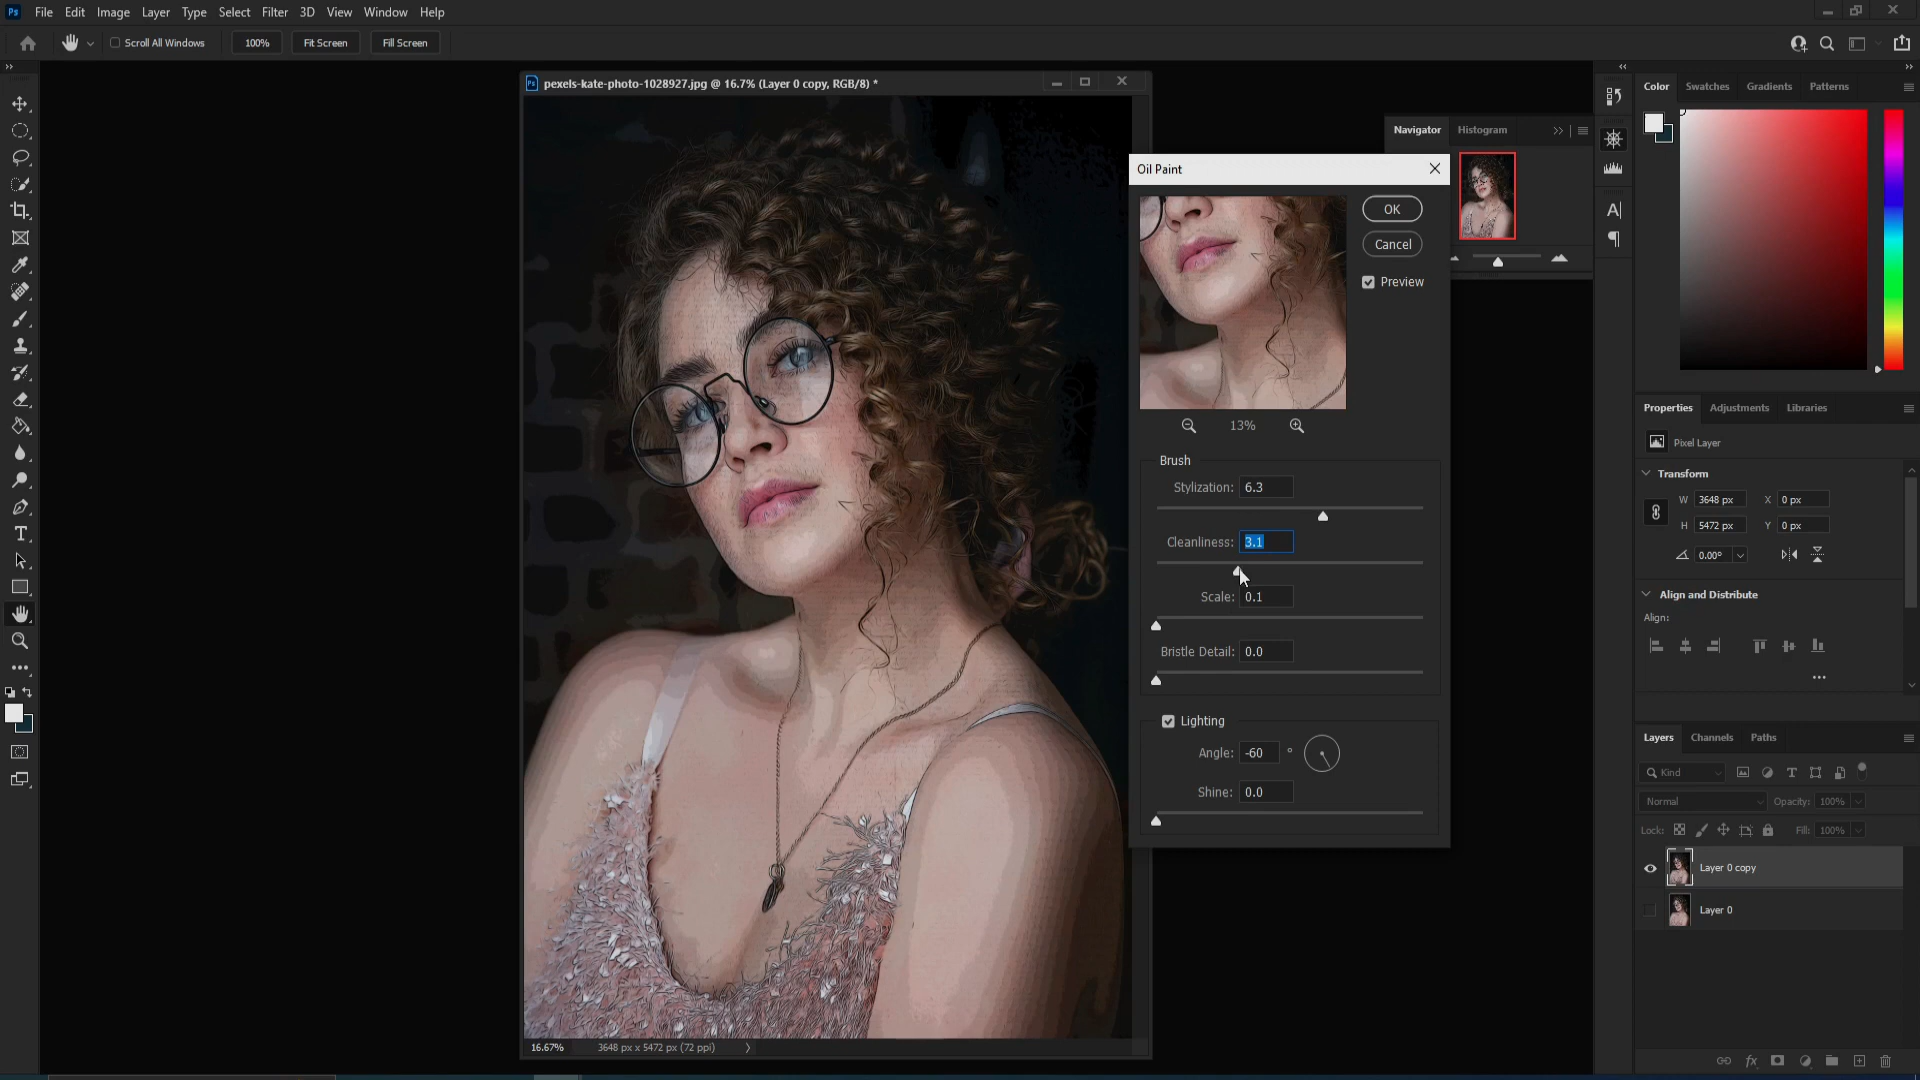 Ps File Edit Image Layer Type Select Filter 3D View Window Help
Scroll All Windows 100% Fit Screen Fill Screen
Ps pexels-kate-photo-1028927.jpg @ 16.7% (Layer 0 copy, RGB/8) *
Color Swatches Gradients Patterns
Navigator Histogram
Oil Paint
OK
Cancel
Preview
13%
Brush
Stylization: 6.3
Cleanliness: 3.1
Scale: 0.1
Bristle Detail: 0.0
Lighting
Angle: -60 °
Shine: 0.0
Properties Adjustments Libraries
Pixel Layer
Transform
W 3648 px X 0 px
H 5472 px Y 0 px
0.00°
Align and Distribute
Align:
Layers Channels Paths
Kind
Normal Opacity: 100%
Lock: Fill: 100%
Layer 0 copy
Layer 0
fx
16.67% 3648 px x 5472 px (72 ppi)